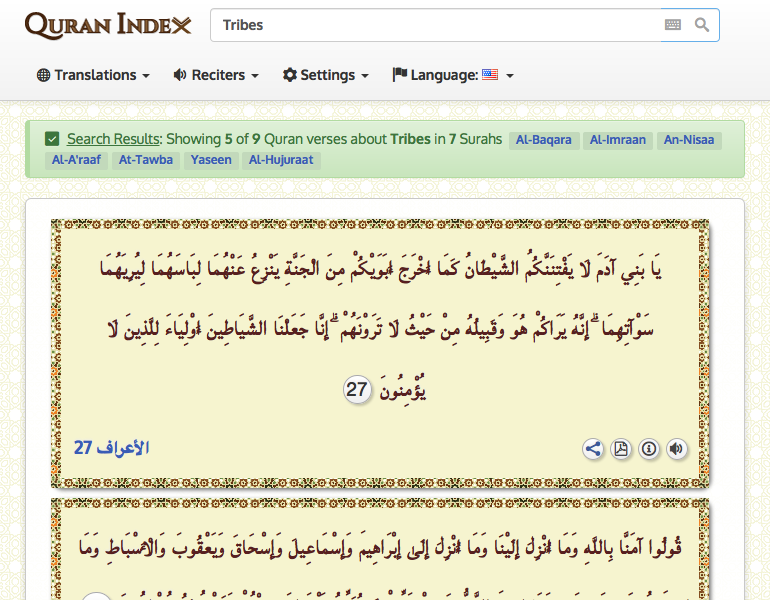 QURAN INDEX
Tribes
Translations Reciters Settings Language:
Search Results: Showing 5 of 9 Quran verses about Tribes in 7 Surahs Al-Baqara Al-Imraan An-Nisaa
Al-A'raaf At-Tawba Yaseen Al-Hujuraat
يَا بَنِي آدَمَ لَا يَفْتِنَنَّكُمُ الشَّيْطَانُ كَمَا أَخْرَجَ أَبَوَيْكُمْ مِنَ الْجَنَّةِ يَنْزِعُ عَنْهُمَا لِبَاسَهُمَا لِيُرِيَهُمَا
سَوْآتِهِمَا ۗ إِنَّهُ يَرَاكُمْ هُوَ وَقَبِيلُهُ مِنْ حَيْثُ لَا تَرَوْنَهُمْ ۗ إِنَّا جَعَلْنَا الشَّيَاطِينَ أَوْلِيَاءَ لِلَّذِينَ لَا
يُؤْمِنُونَ 27
الأعراف 27
قُولُوا آمَنَّا بِاللَّهِ وَمَا أُنْزِلَ إِلَيْنَا وَمَا أُنْزِلَ إِلَى إِبْرَاهِيمَ وَإِسْمَاعِيلَ وَإِسْحَاقَ وَيَعْقُوبَ وَالْأَسْبَاطِ وَمَا